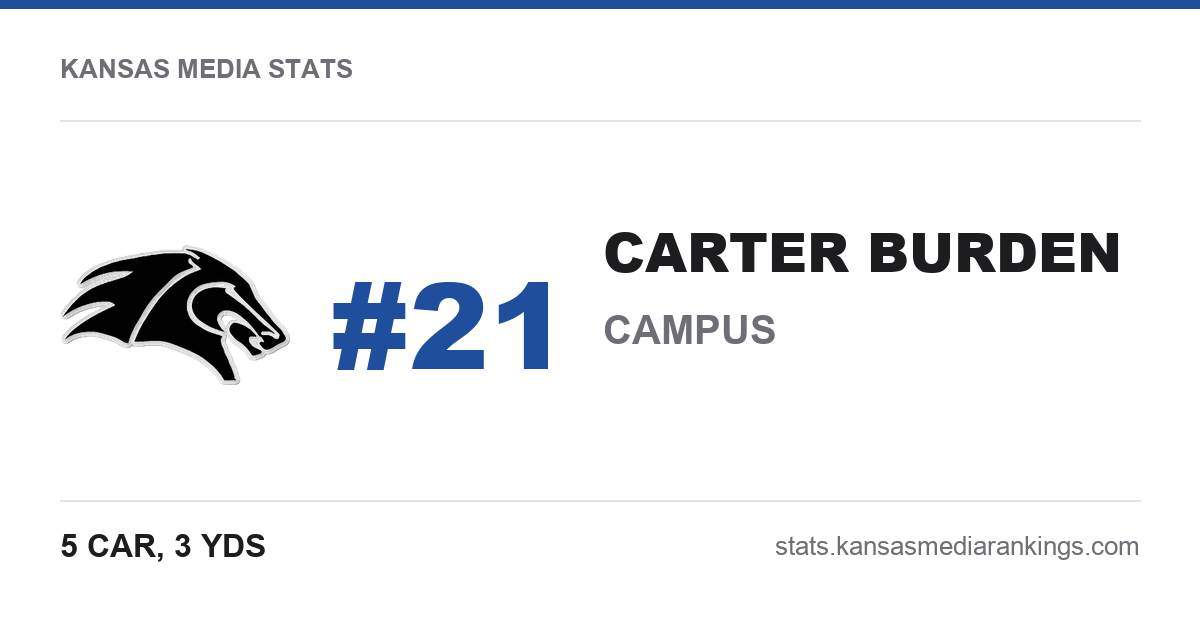 KANSAS MEDIA STATS
#21
CARTER BURDEN
CAMPUS
5 CAR, 3 YDS
stats.kansasmediarankings.com